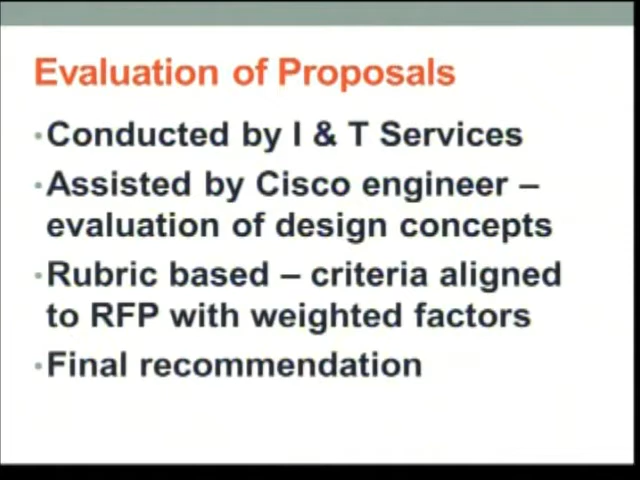 Evaluation of Proposals
•Conducted by I & T Services
•Assisted by Cisco engineer –
evaluation of design concepts
•Rubric based – criteria aligned
to RFP with weighted factors
•Final recommendation